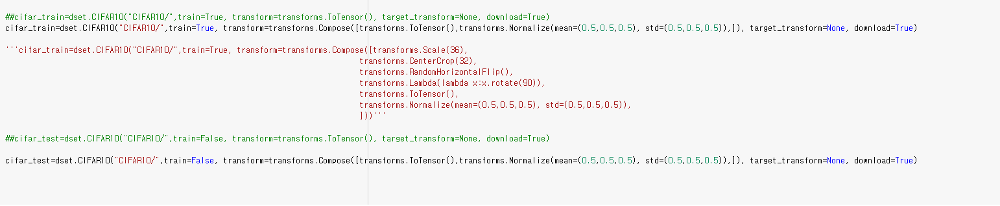 ##cifar_train=dset.CIFAR10("CIFAR10/",train=True, transform=transforms.ToTensor(), target_transform=None, download=True)
cifar_train=dset.CIFAR10("CIFAR10/",train=True, transform=transforms.Compose([transforms.ToTensor(),transforms.Normalize(mean=(0.5,0.5,0.5), std=(0.5,0.5,0.5)),]), target_transform=None, download=True)
'''cifar_train=dset.CIFAR10("CIFAR10/",train=True, transform=transforms.Compose([transforms.Scale(36),
transforms.CenterCrop(32),
transforms.RandomHorizontalFlip(),
transforms.Lambda(lambda x:x.rotate(90)),
transforms.ToTensor(),
transforms.Normalize(mean=(0.5,0.5,0.5), std=(0.5,0.5,0.5)),
]))'''
##cifar_test=dset.CIFAR10("CIFAR10/",train=False, transform=transforms.ToTensor(), target_transform=None, download=True)
cifar_test=dset.CIFAR10("CIFAR10/",train=False, transform=transforms.Compose([transforms.ToTensor(),transforms.Normalize(mean=(0.5,0.5,0.5), std=(0.5,0.5,0.5)),]), target_transform=None, download=True)